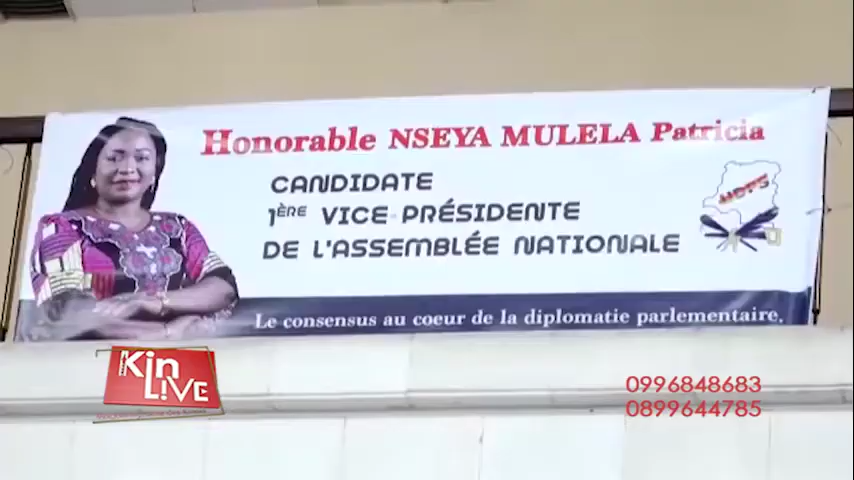 Honorable NSEYA MULELA Patricia
CANDIDATE
1ÈRE VICE-PRÉSIDENTE
DE L'ASSEMBLÉE NATIONALE
UDPS
Le consensus au coeur de la diplomatie parlementaire.
Kin
LIVE
0996848683
0899644785